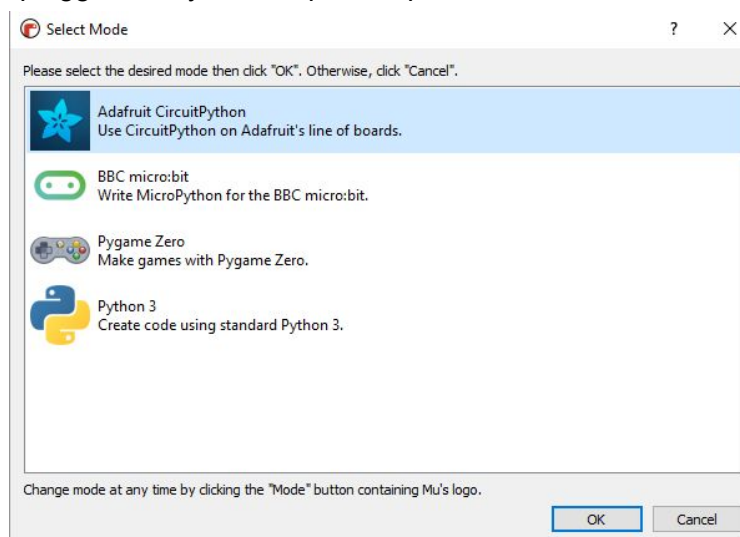 Select Mode ? ×
Please select the desired mode then click "OK". Otherwise, click "Cancel".
Adafruit CircuitPython
Use CircuitPython on Adafruit's line of boards.
BBC micro:bit
Write MicroPython for the BBC micro:bit.
Pygame Zero
Make games with Pygame Zero.
Python 3
Create code using standard Python 3.
Change mode at any time by clicking the "Mode" button containing Mu's logo.
OK Cancel